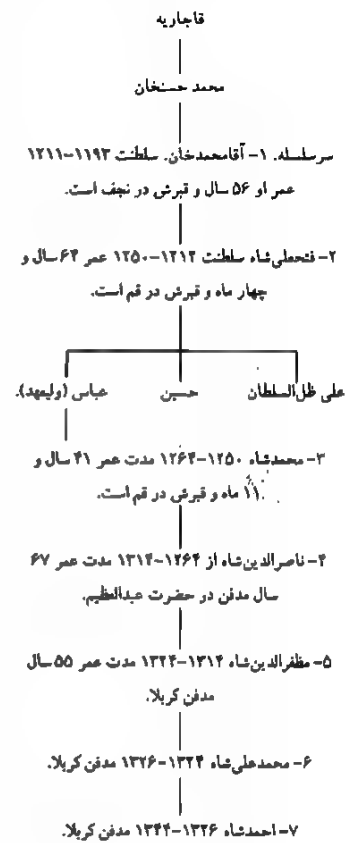 قاجاریه
محمد حسنخان
سرسلسله. ۱- آقامحمدخان. سلطنت ۱۱۹۳-۱۲۱۱
عمر او ۵۶ سال و قبرش در نجف است.
۲- فتحعلی‌شاه سلطنت ۱۲۱۲-۱۲۵۰ عمر ۶۴ سال و
چهار ماه و قبرش در قم است.
علی ظل‌السلطان
حسین
عباس (ولیعهد).
۳- محمدشاه ۱۲۵۰-۱۲۶۴ مدت عمر ۴۱ سال و
۱۱ ماه و قبرش در قم است.
۴- ناصرالدین‌شاه از ۱۲۶۴-۱۳۱۴ مدت عمر ۶۷
سال مدفن در حضرت عبدالعظیم.
۵- مظفرالدین‌شاه ۱۳۱۴-۱۳۲۴ مدت عمر ۵۵ سال
مدفن کربلا.
۶- محمدعلی‌شاه ۱۳۲۴-۱۳۲۶ مدفن کربلا.
۷- احمدشاه ۱۳۲۶-۱۳۴۴ مدفن کربلا.